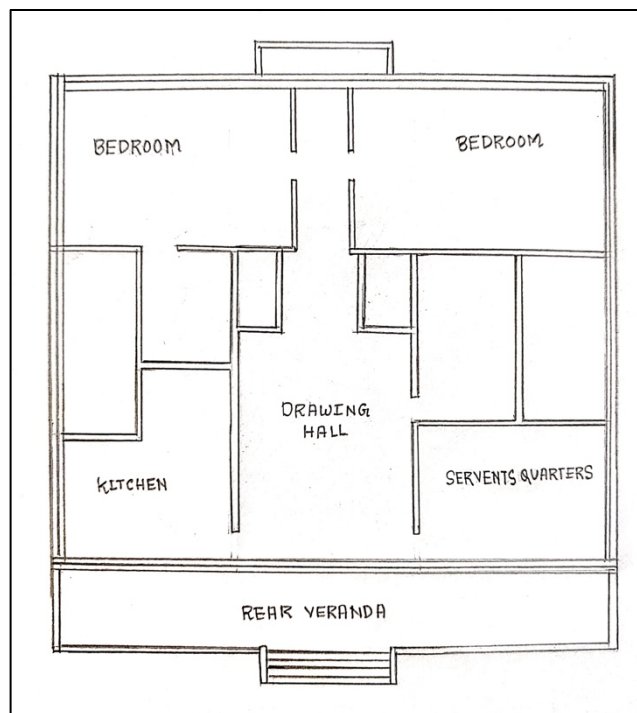 BEDROOM
BEDROOM
DRAWING
HALL
KITCHEN
SERVENTS QUARTERS
REAR VERANDA